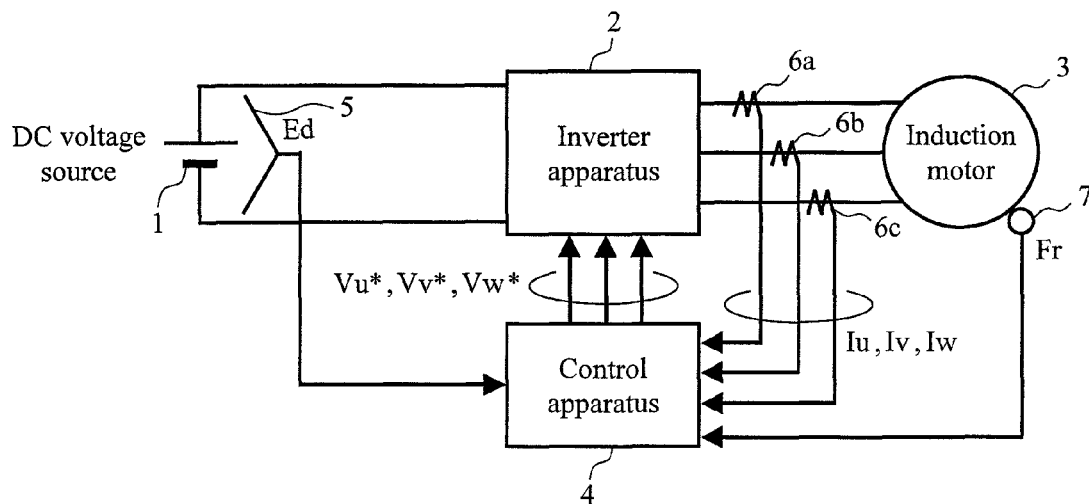 2
6a
3
5
Ed
DC voltage
source
1
Inverter
apparatus
6b
Induction
motor
6c
7
Fr
Vu*,Vv*,Vw*
Iu,Iv,Iw
Control
apparatus
4